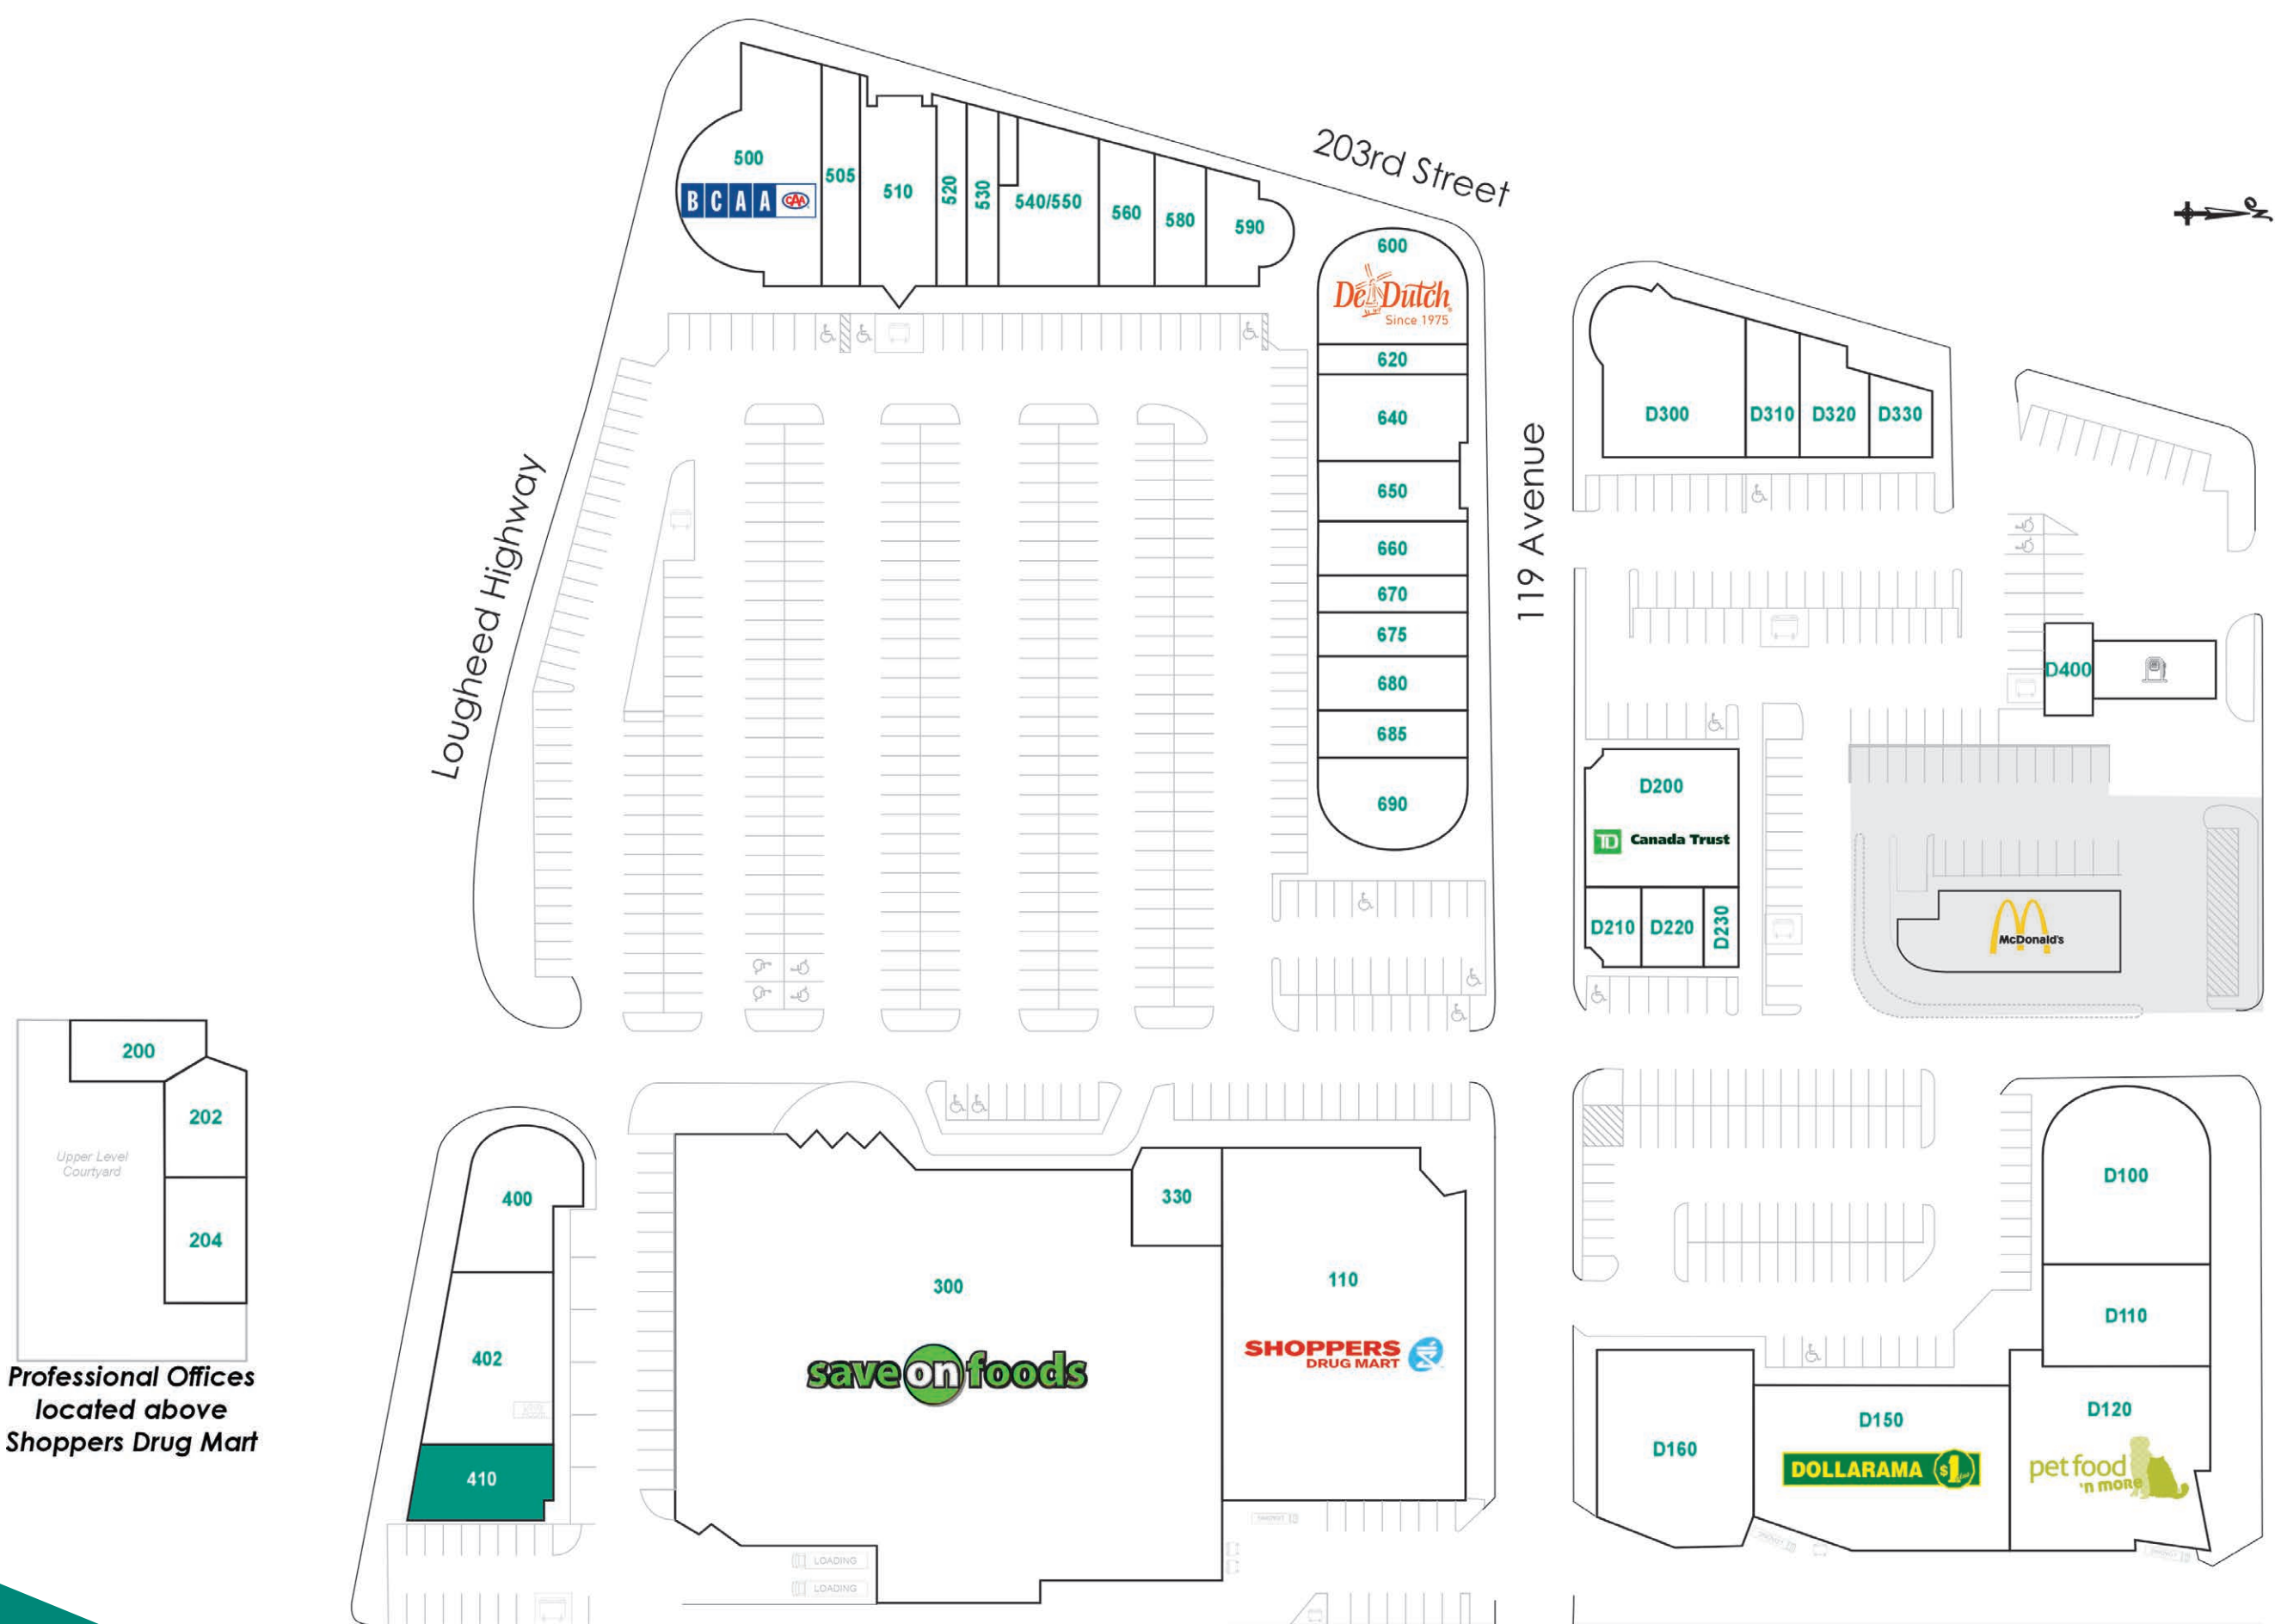 203rd Street
500
BCAA CAA
505
510
520
530
540/550
560
580
590
600
De Dutch
Since 1975
620
640
650
660
670
675
680
685
690
Lougheed Highway
119 Avenue
N
D300
D310
D320
D330
D400
D200
TD Canada Trust
D210
D220
D230
McDonald's
200
202
204
Upper Level
Courtyard
Professional Offices
located above
Shoppers Drug Mart
400
402
410
300
save on foods
330
110
SHOPPERS
DRUG MART
LOADING
LOADING
D100
D110
D120
pet food
'n more
D150
DOLLARAMA $1
D160